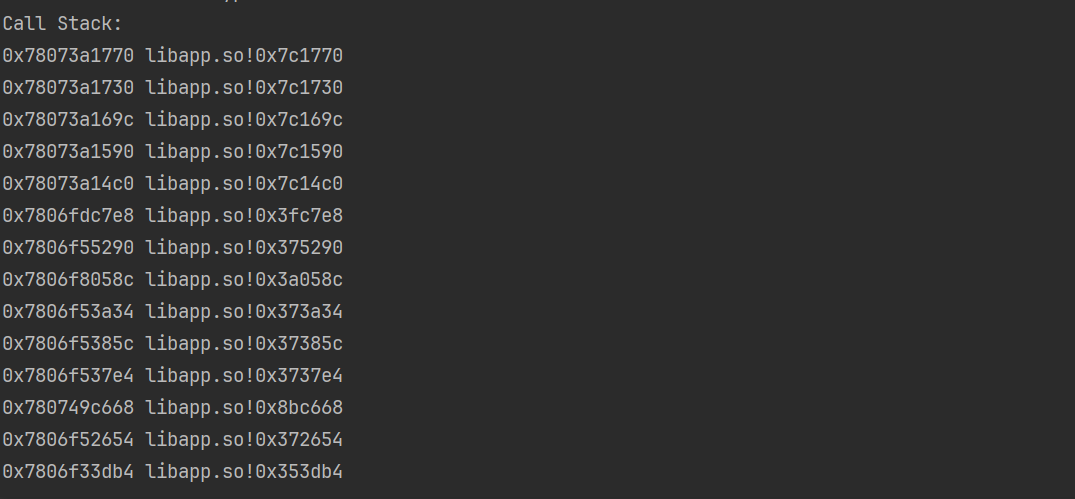 Call Stack:
0x78073a1770 libapp.so!0x7c1770
0x78073a1730 libapp.so!0x7c1730
0x78073a169c libapp.so!0x7c169c
0x78073a1590 libapp.so!0x7c1590
0x78073a14c0 libapp.so!0x7c14c0
0x7806fdc7e8 libapp.so!0x3fc7e8
0x7806f55290 libapp.so!0x375290
0x7806f8058c libapp.so!0x3a058c
0x7806f53a34 libapp.so!0x373a34
0x7806f5385c libapp.so!0x37385c
0x7806f537e4 libapp.so!0x3737e4
0x780749c668 libapp.so!0x8bc668
0x7806f52654 libapp.so!0x372654
0x7806f33db4 libapp.so!0x353db4